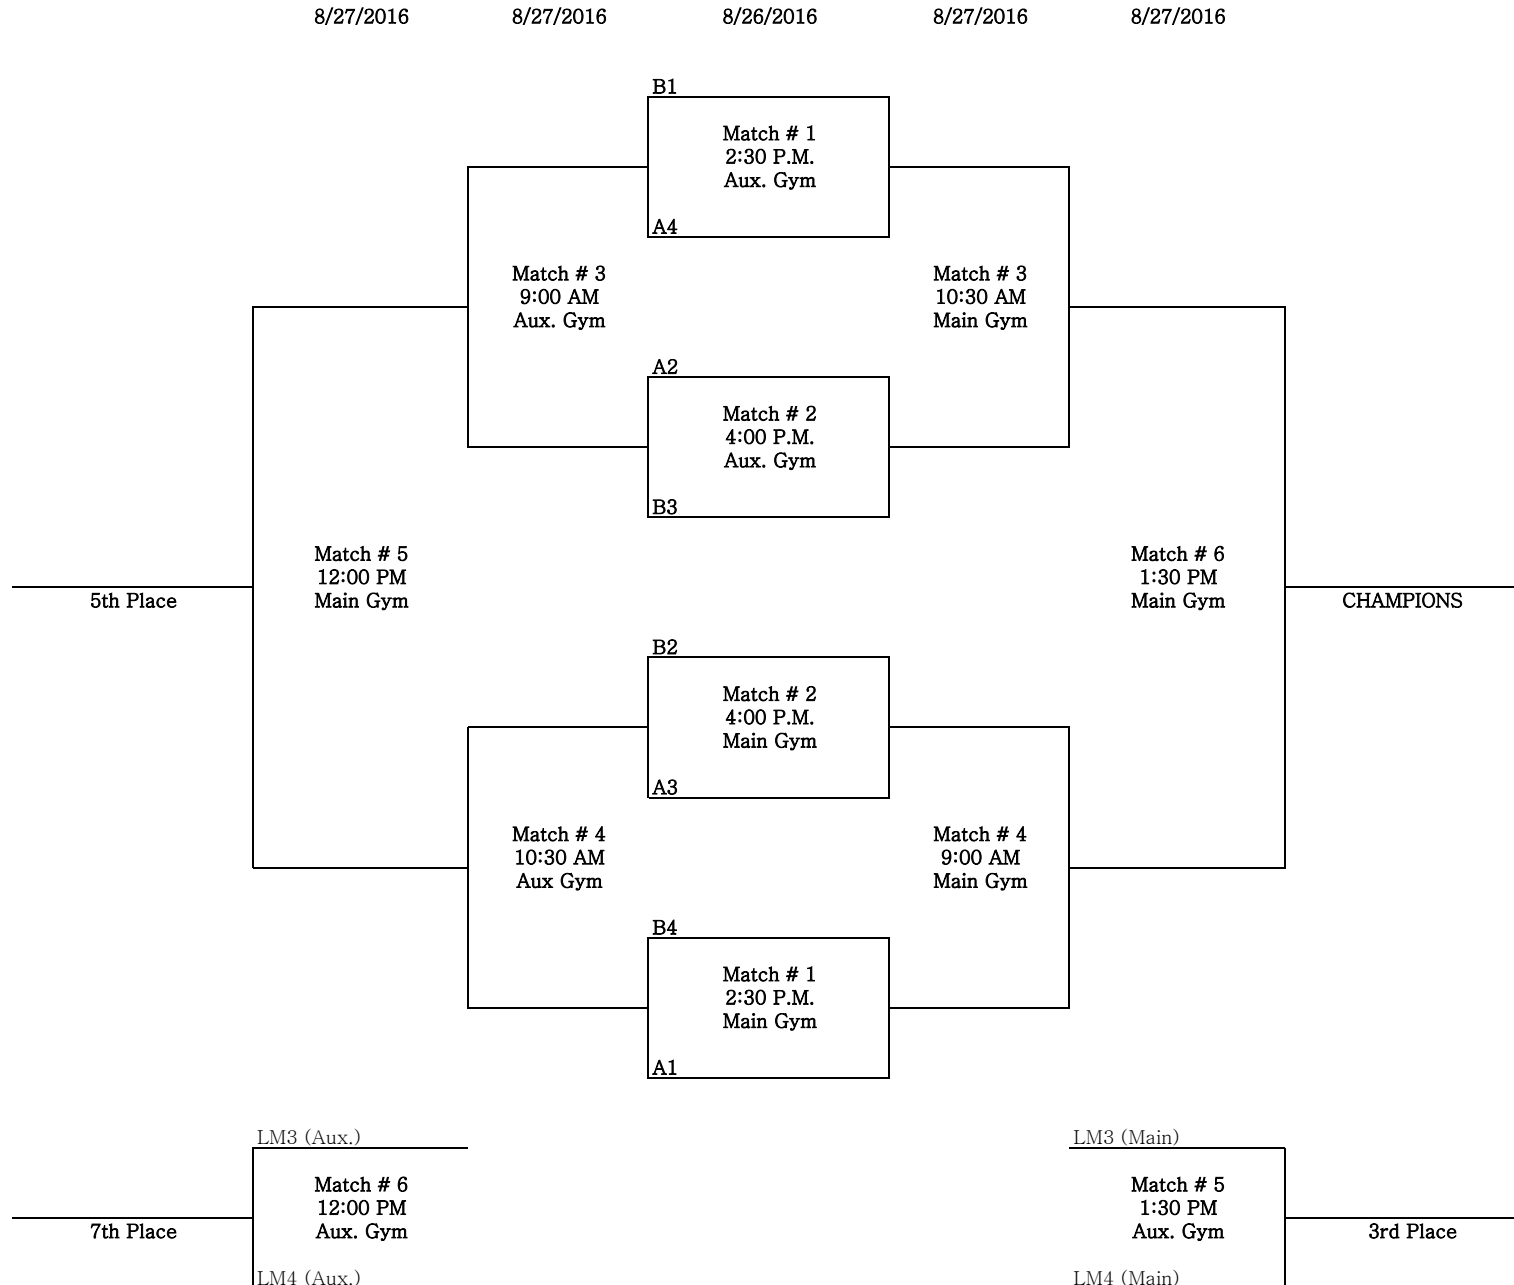 8/27/2016 8/27/2016 8/26/2016 8/27/2016 8/27/2016
B1
Match # 1
2:30 P.M.
Aux. Gym
A4
Match # 3
9:00 AM
Aux. Gym
Match # 3
10:30 AM
Main Gym
A2
Match # 2
4:00 P.M.
Aux. Gym
B3
Match # 5
12:00 PM
Main Gym
5th Place
Match # 6
1:30 PM
Main Gym
CHAMPIONS
B2
Match # 2
4:00 P.M.
Main Gym
A3
Match # 4
10:30 AM
Aux Gym
Match # 4
9:00 AM
Main Gym
B4
Match # 1
2:30 P.M.
Main Gym
A1
LM3 (Aux.)
Match # 6
12:00 PM
Aux. Gym
7th Place
LM4 (Aux.)
LM3 (Main)
Match # 5
1:30 PM
Aux. Gym
3rd Place
LM4 (Main)